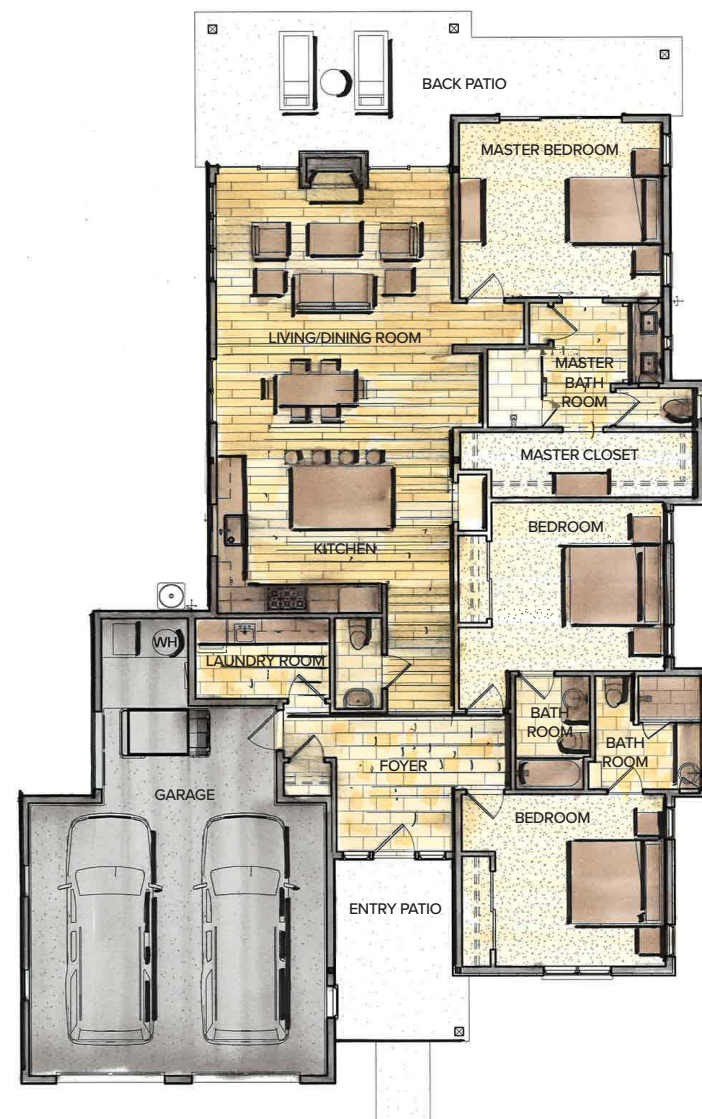 BACK PATIO
MASTER BEDROOM
LIVING/DINING ROOM
MASTER
BATH
ROOM
MASTER CLOSET
BEDROOM
KITCHEN
WH
LAUNDRY ROOM
BATH
ROOM
BATH
ROOM
FOYER
GARAGE
BEDROOM
ENTRY PATIO